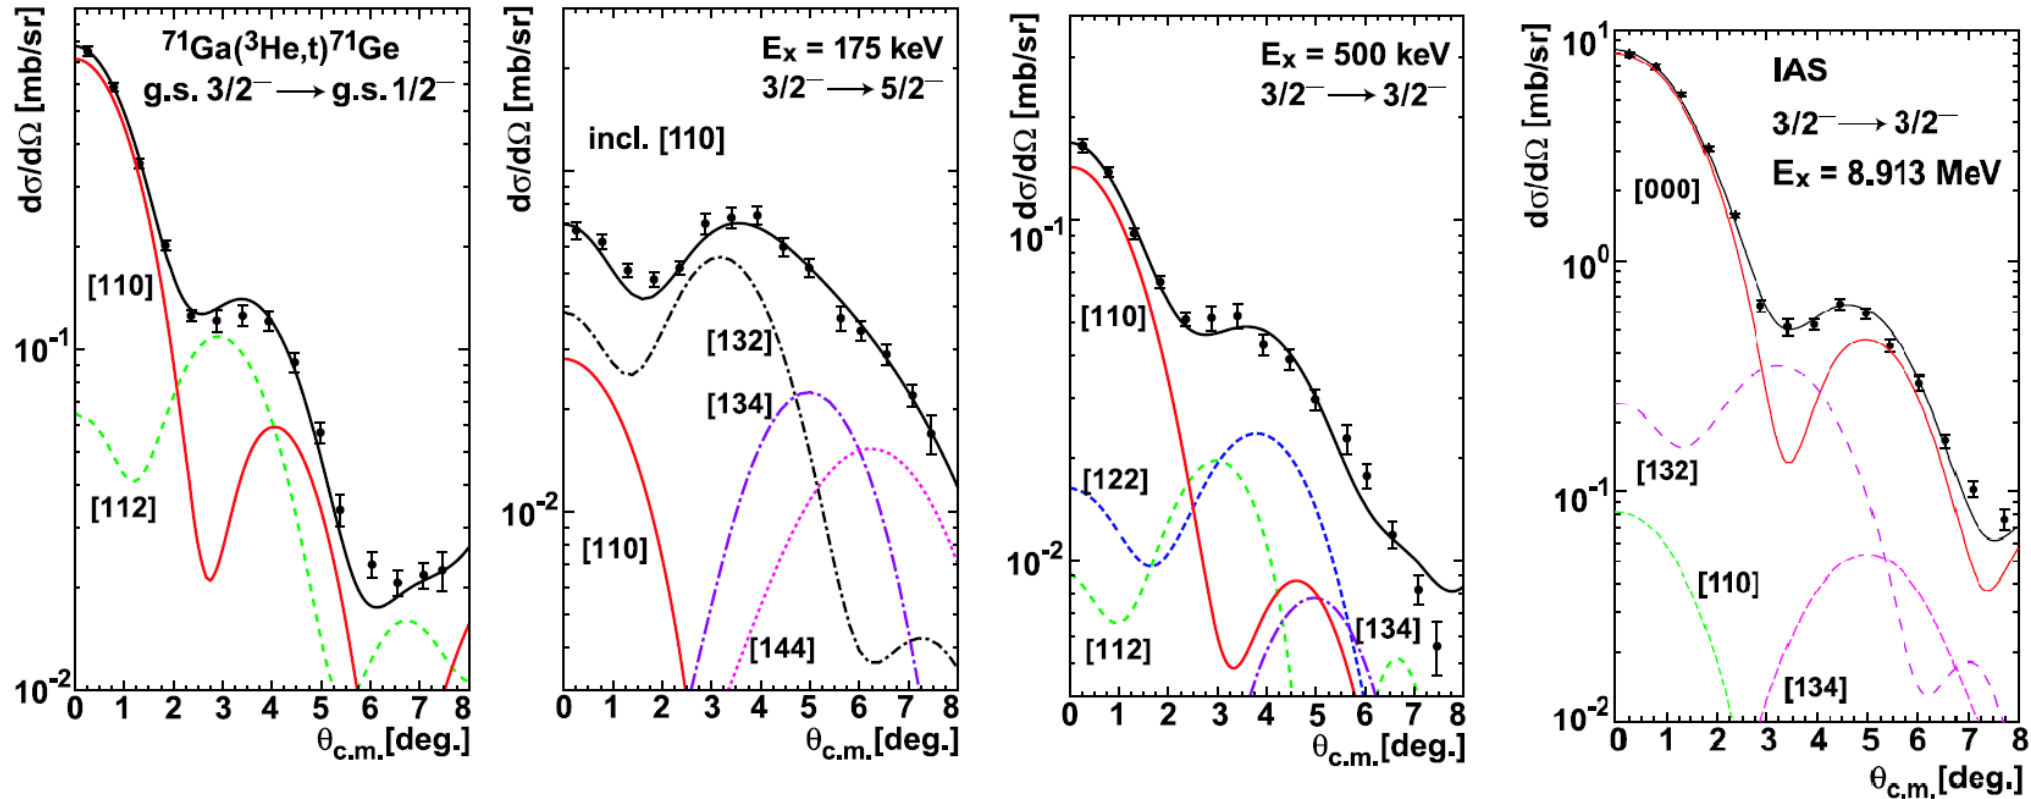 dσ/dΩ [mb/sr]
⁷¹Ga(³He,t)⁷¹Ge
g.s. 3/2⁻ → g.s. 1/2⁻
[110]
[112]
10⁻¹
10⁻²
0 1 2 3 4 5 6 7 8
θc.m.[deg.]
dσ/dΩ [mb/sr]
Eₓ = 175 keV
3/2⁻ → 5/2⁻
incl. [110]
[132]
[134]
[110]
[144]
10⁻²
0 1 2 3 4 5 6 7 8
θc.m.[deg.]
dσ/dΩ [mb/sr]
Eₓ = 500 keV
3/2⁻ → 3/2⁻
10⁻¹
[110]
[122]
10⁻²
[112]
[134]
0 1 2 3 4 5 6 7 8
θc.m.[deg.]
dσ/dΩ [mb/sr]
10¹
IAS
3/2⁻ → 3/2⁻
Eₓ = 8.913 MeV
[000]
10⁰
[132]
10⁻¹
[110]
[134]
10⁻²
0 1 2 3 4 5 6 7 8
θc.m.[deg.]